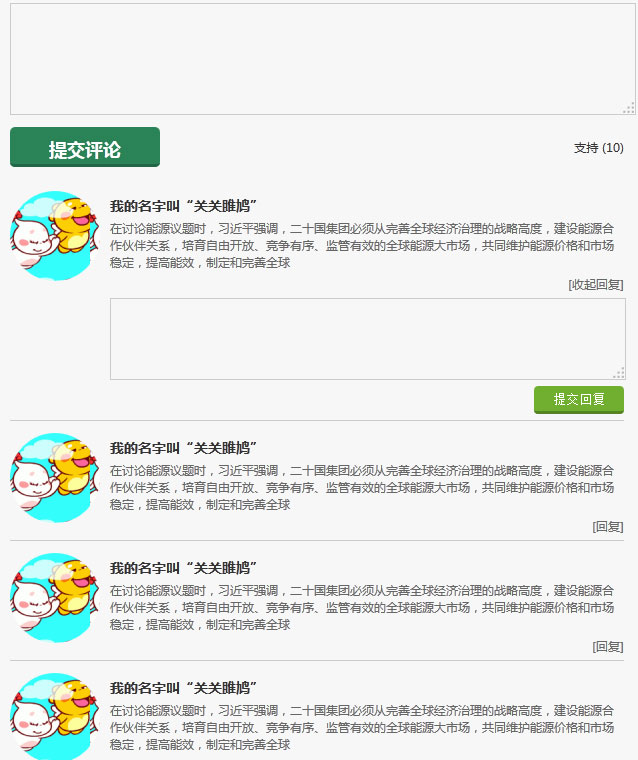 提交评论
支持 (10)
我的名字叫“关关雎鸠”
在讨论能源议题时，习近平强调，二十国集团必须从完善全球经济治理的战略高度，建设能源合
作伙伴关系，培育自由开放、竞争有序、监管有效的全球能源大市场，共同维护能源价格和市场
稳定，提高能效，制定和完善全球
[收起回复]
提交回复
我的名字叫“关关雎鸠”
在讨论能源议题时，习近平强调，二十国集团必须从完善全球经济治理的战略高度，建设能源合
作伙伴关系，培育自由开放、竞争有序、监管有效的全球能源大市场，共同维护能源价格和市场
稳定，提高能效，制定和完善全球
[回复]
我的名字叫“关关雎鸠”
在讨论能源议题时，习近平强调，二十国集团必须从完善全球经济治理的战略高度，建设能源合
作伙伴关系，培育自由开放、竞争有序、监管有效的全球能源大市场，共同维护能源价格和市场
稳定，提高能效，制定和完善全球
[回复]
我的名字叫“关关雎鸠”
在讨论能源议题时，习近平强调，二十国集团必须从完善全球经济治理的战略高度，建设能源合
作伙伴关系，培育自由开放、竞争有序、监管有效的全球能源大市场，共同维护能源价格和市场
稳定，提高能效，制定和完善全球